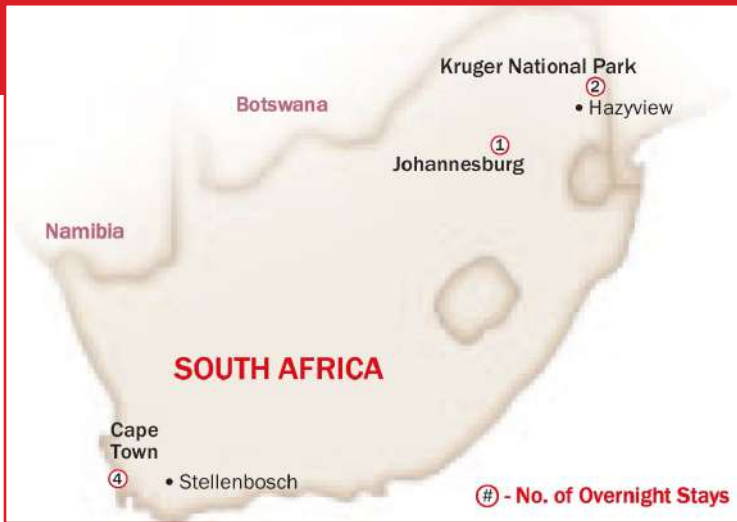 Kruger National Park
②
• Hazyview
Botswana
①
Johannesburg
Namibia
SOUTH AFRICA
Cape
Town
④
• Stellenbosch
# - No. of Overnight Stays